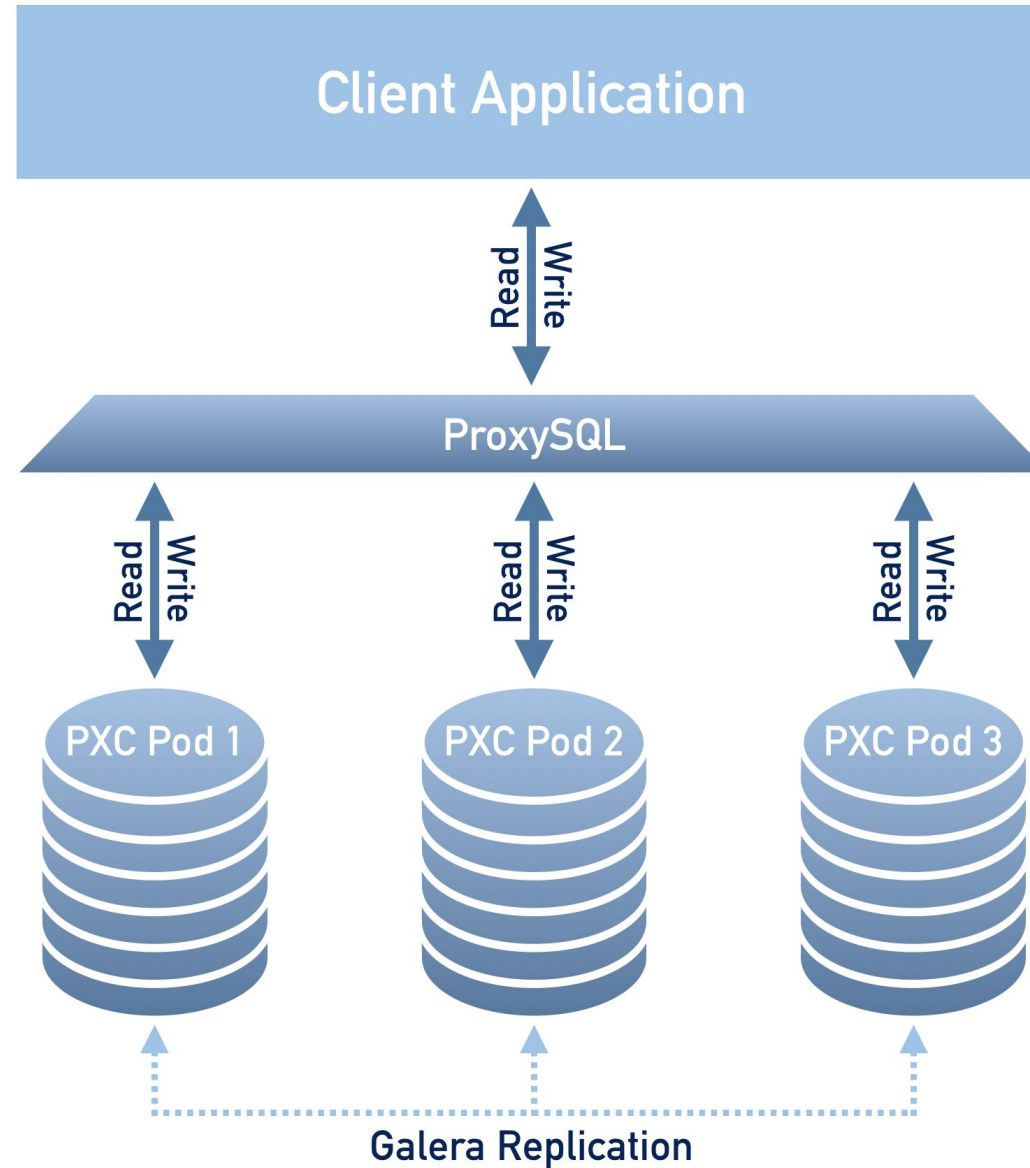 Client Application
Read
Write
ProxySQL
Read
Write
Read
Write
Read
Write
PXC Pod 1
PXC Pod 2
PXC Pod 3
Galera Replication